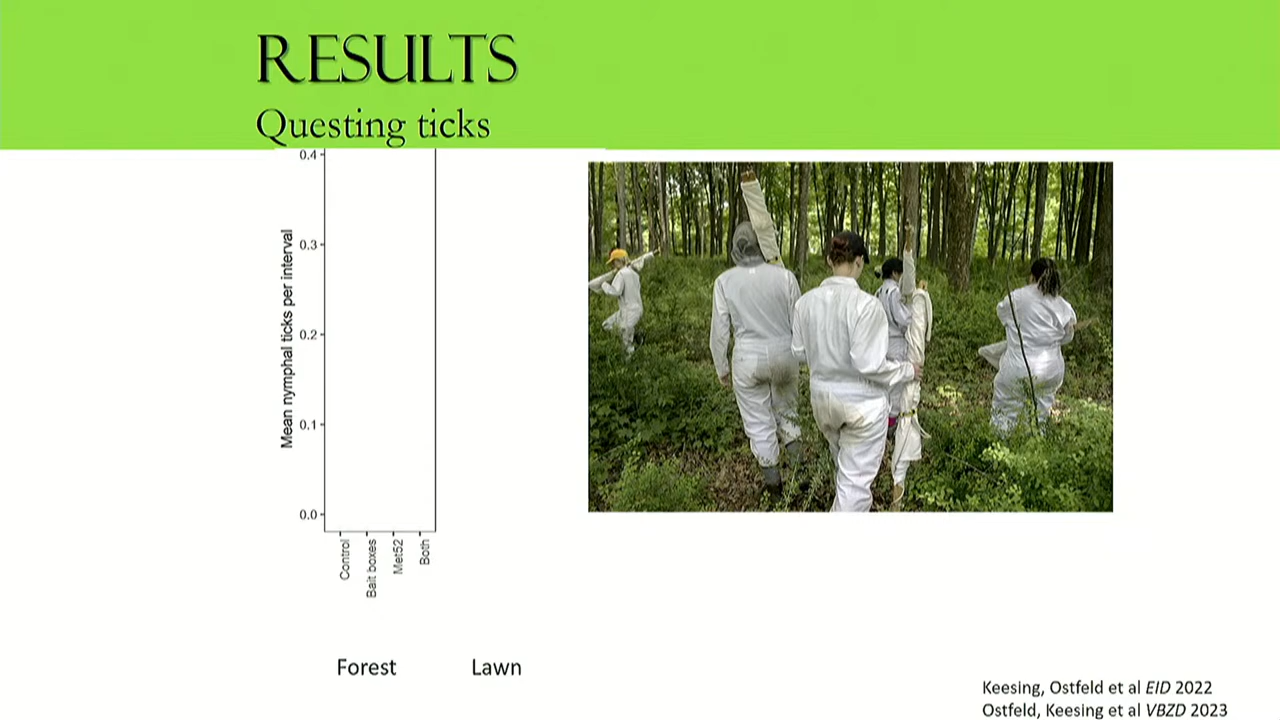 RESULTS
Questing ticks
Mean nymphal ticks per interval
0.4
0.3
0.2
0.1
0.0
Control
Bait boxes
Met52
Both
Forest
Lawn
Keesing, Ostfeld et al EID 2022
Ostfeld, Keesing et al VBZD 2023